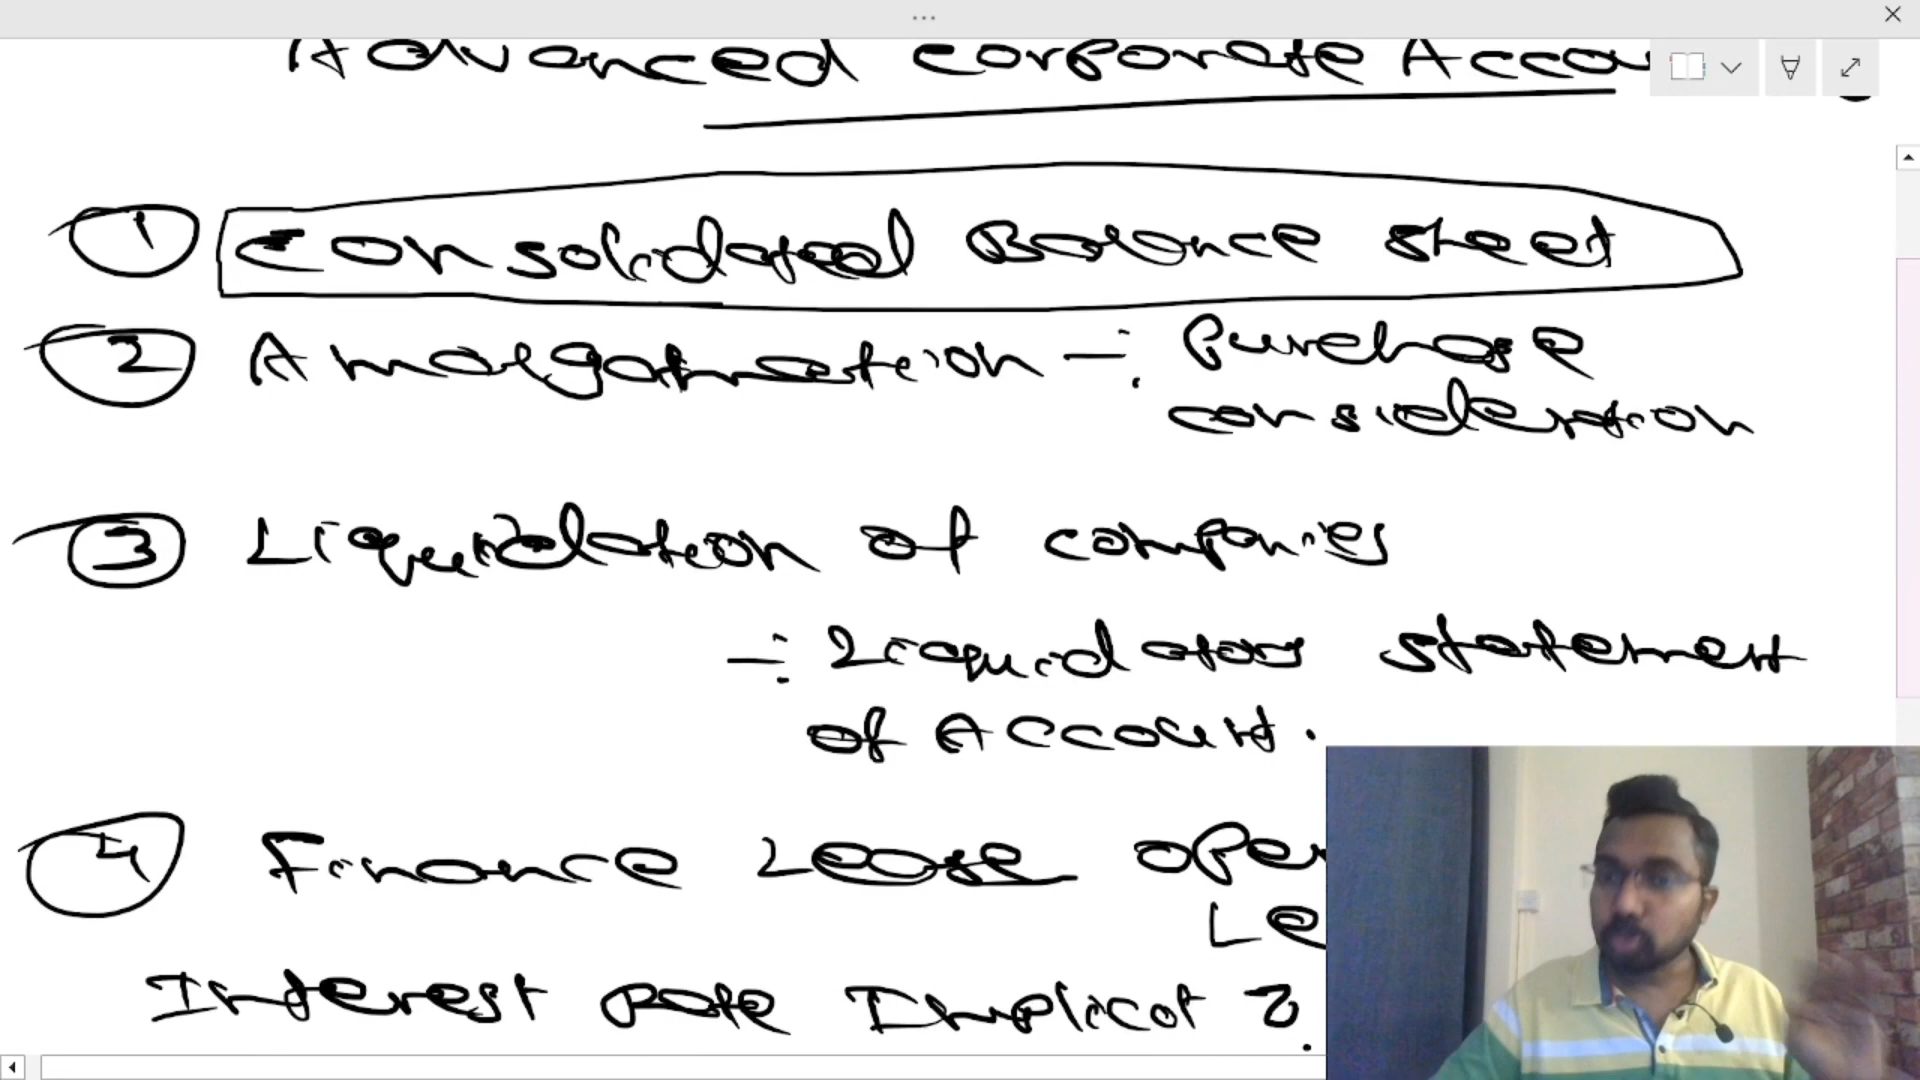 Advanced Corporate Accou
1 Consolidated Balance Sheet
2 Amalgamation -: Purchase
consideration
3 Liquidation of companies
-: Liquidators statement
of Account.
4 Finance Lease Oper
Le
Interest Rate Implicit ?